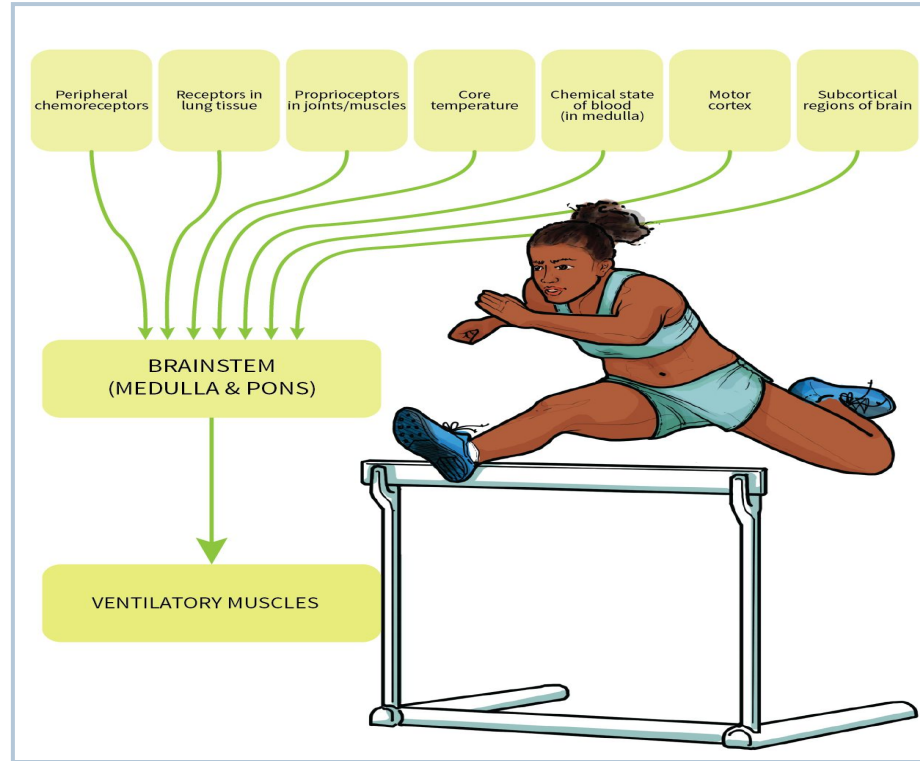 Peripheral
chemoreceptors
Receptors in
lung tissue
Proprioceptors
in joints/muscles
Core
temperature
Chemical state
of blood
(in medulla)
Motor
cortex
Subcortical
regions of brain
BRAINSTEM
(MEDULLA & PONS)
VENTILATORY MUSCLES